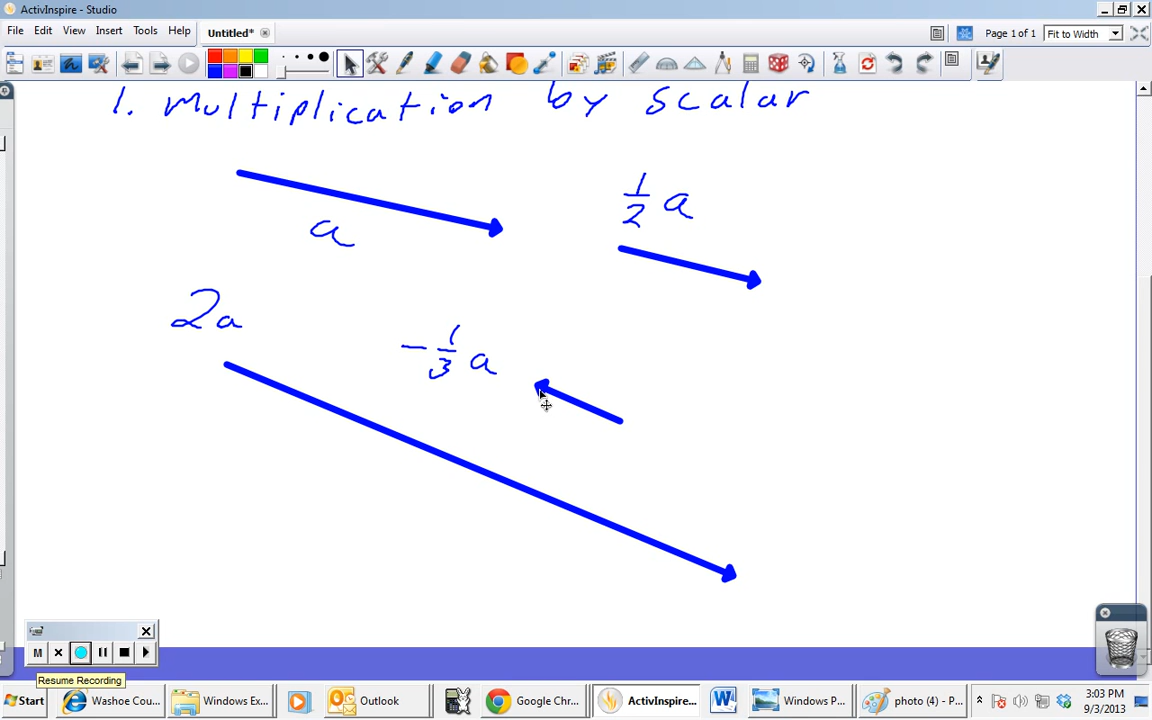 ActivInspire - Studio
File Edit View Insert Tools Help
Untitled*
Page 1 of 1
Fit to Width
1. Multiplication by scalar
a
1/2 a
2a
- 1/3 a
M
Resume Recording
Start
Washoe Cou...
Windows Ex...
Outlook
Google Chr...
ActivInspire...
Windows P...
photo (4) - P...
3:03 PM
9/3/2013